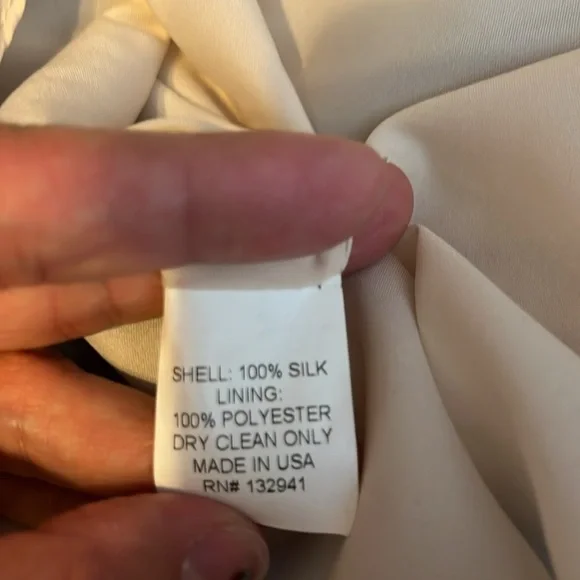 SHELL: 100% SILK
LINING:
100% POLYESTER
DRY CLEAN ONLY
MADE IN USA
RN# 132941